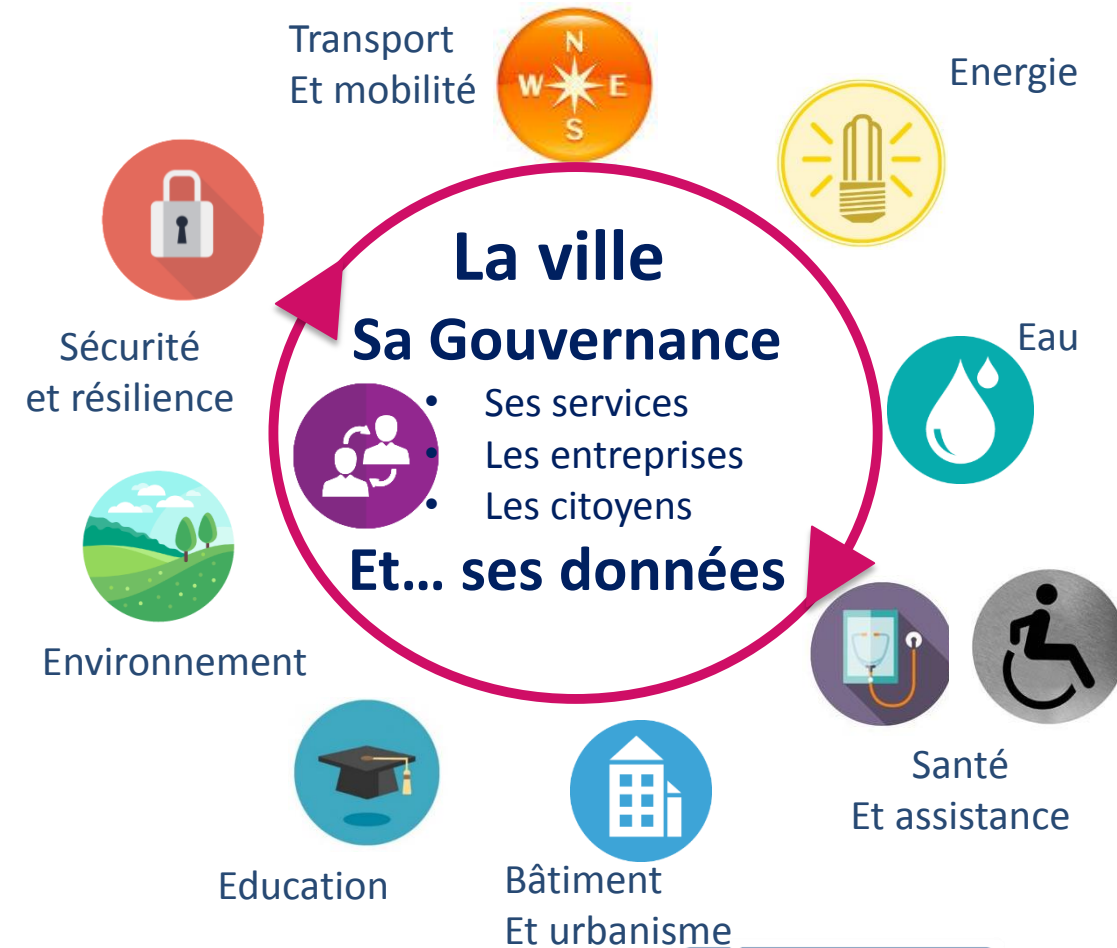 Transport
Et mobilité
N
W E
S
Energie
La ville
Sa Gouvernance
• Ses services
• Les entreprises
• Les citoyens
Et... ses données
Eau
Santé
Et assistance
Bâtiment
Et urbanisme
Education
Environnement
Sécurité
et résilience